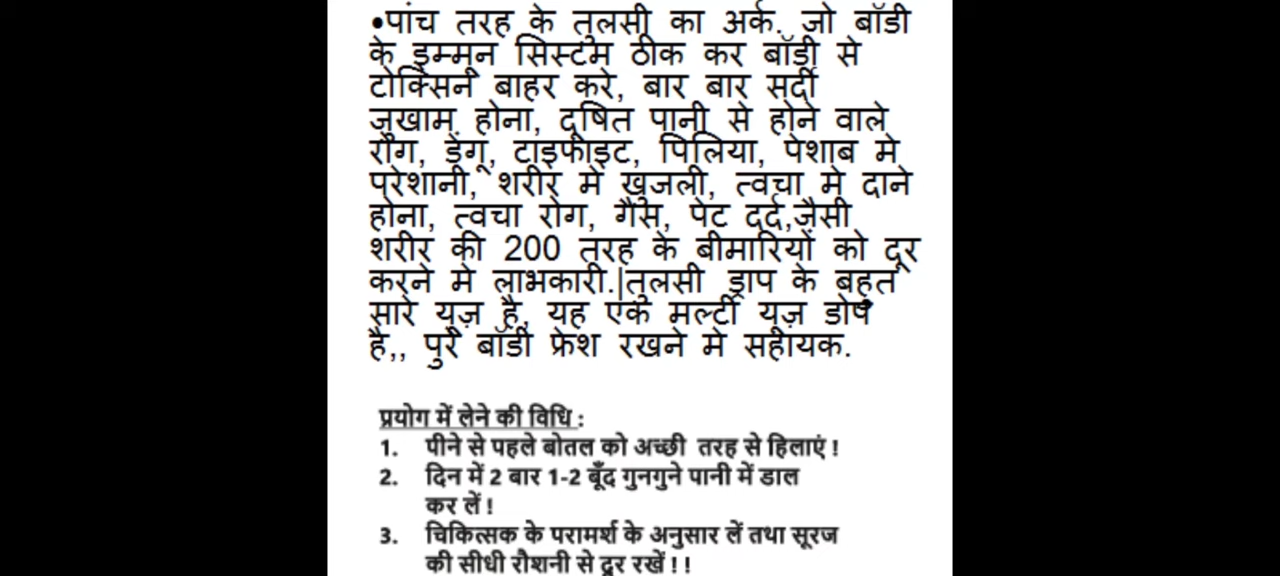 •पांच तरह के तुलसी का अर्क. जो बॉडी
के इम्मून सिस्टम ठीक कर बॉडी से
टोक्सिन बाहर करे, बार बार सर्दी
जुखाम होना, दूषित पानी से होने वाले
रोग, डेंगू, टाइफाइट, पिलिया, पेशाब मे
परेशानी, शरीर मे खुजली, त्वचा मे दाने
होना, त्वचा रोग, गैस, पेट दर्द,जैसी
शरीर की 200 तरह के बीमारियों को दूर
करने मे लाभकारी.|तुलसी ड्राप के बहुत
सारे यूज़ है, यह एक मल्टी यूज़ डोष
है,, पुरे बॉडी फ्रेश रखने मे सहायक.
प्रयोग में लेने की विधि :
1. पीने से पहले बोतल को अच्छी तरह से हिलाएं !
2. दिन में 2 बार 1-2 बूँद गुनगुने पानी में डाल
कर लें !
3. चिकित्सक के परामर्श के अनुसार लें तथा सूरज
की सीधी रौशनी से दूर रखें ! !